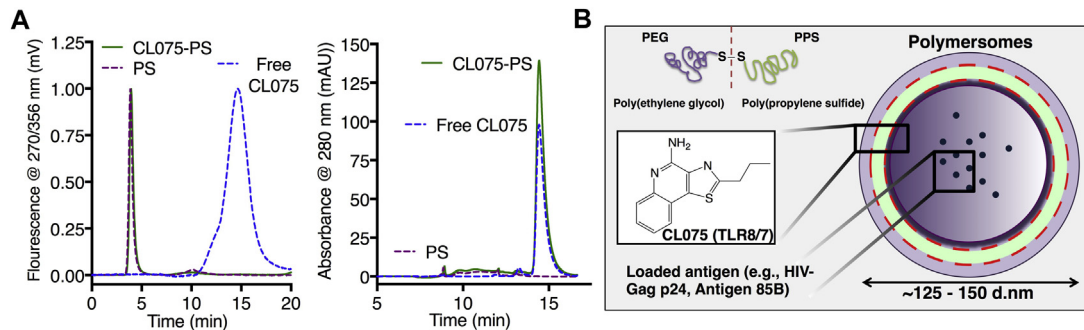 A
Flourescence @ 270/356 nm (mV)
1.25
1.00
0.75
0.50
0.25
0.00
CL075-PS
PS
Free
CL075
0
5
10
15
20
Time (min)
Absorbance @ 280 nm (mAU))
150
125
100
75
50
25
0
CL075-PS
Free CL075
PS
5
10
15
Time (min)
B
PEG
S
S
PPS
Poly(ethylene glycol)
Poly(propylene sulfide)
Polymersomes
NH2
N
N
S
CL075 (TLR8/7)
Loaded antigen (e.g., HIV-
Gag p24, Antigen 85B)
~125 - 150 d.nm